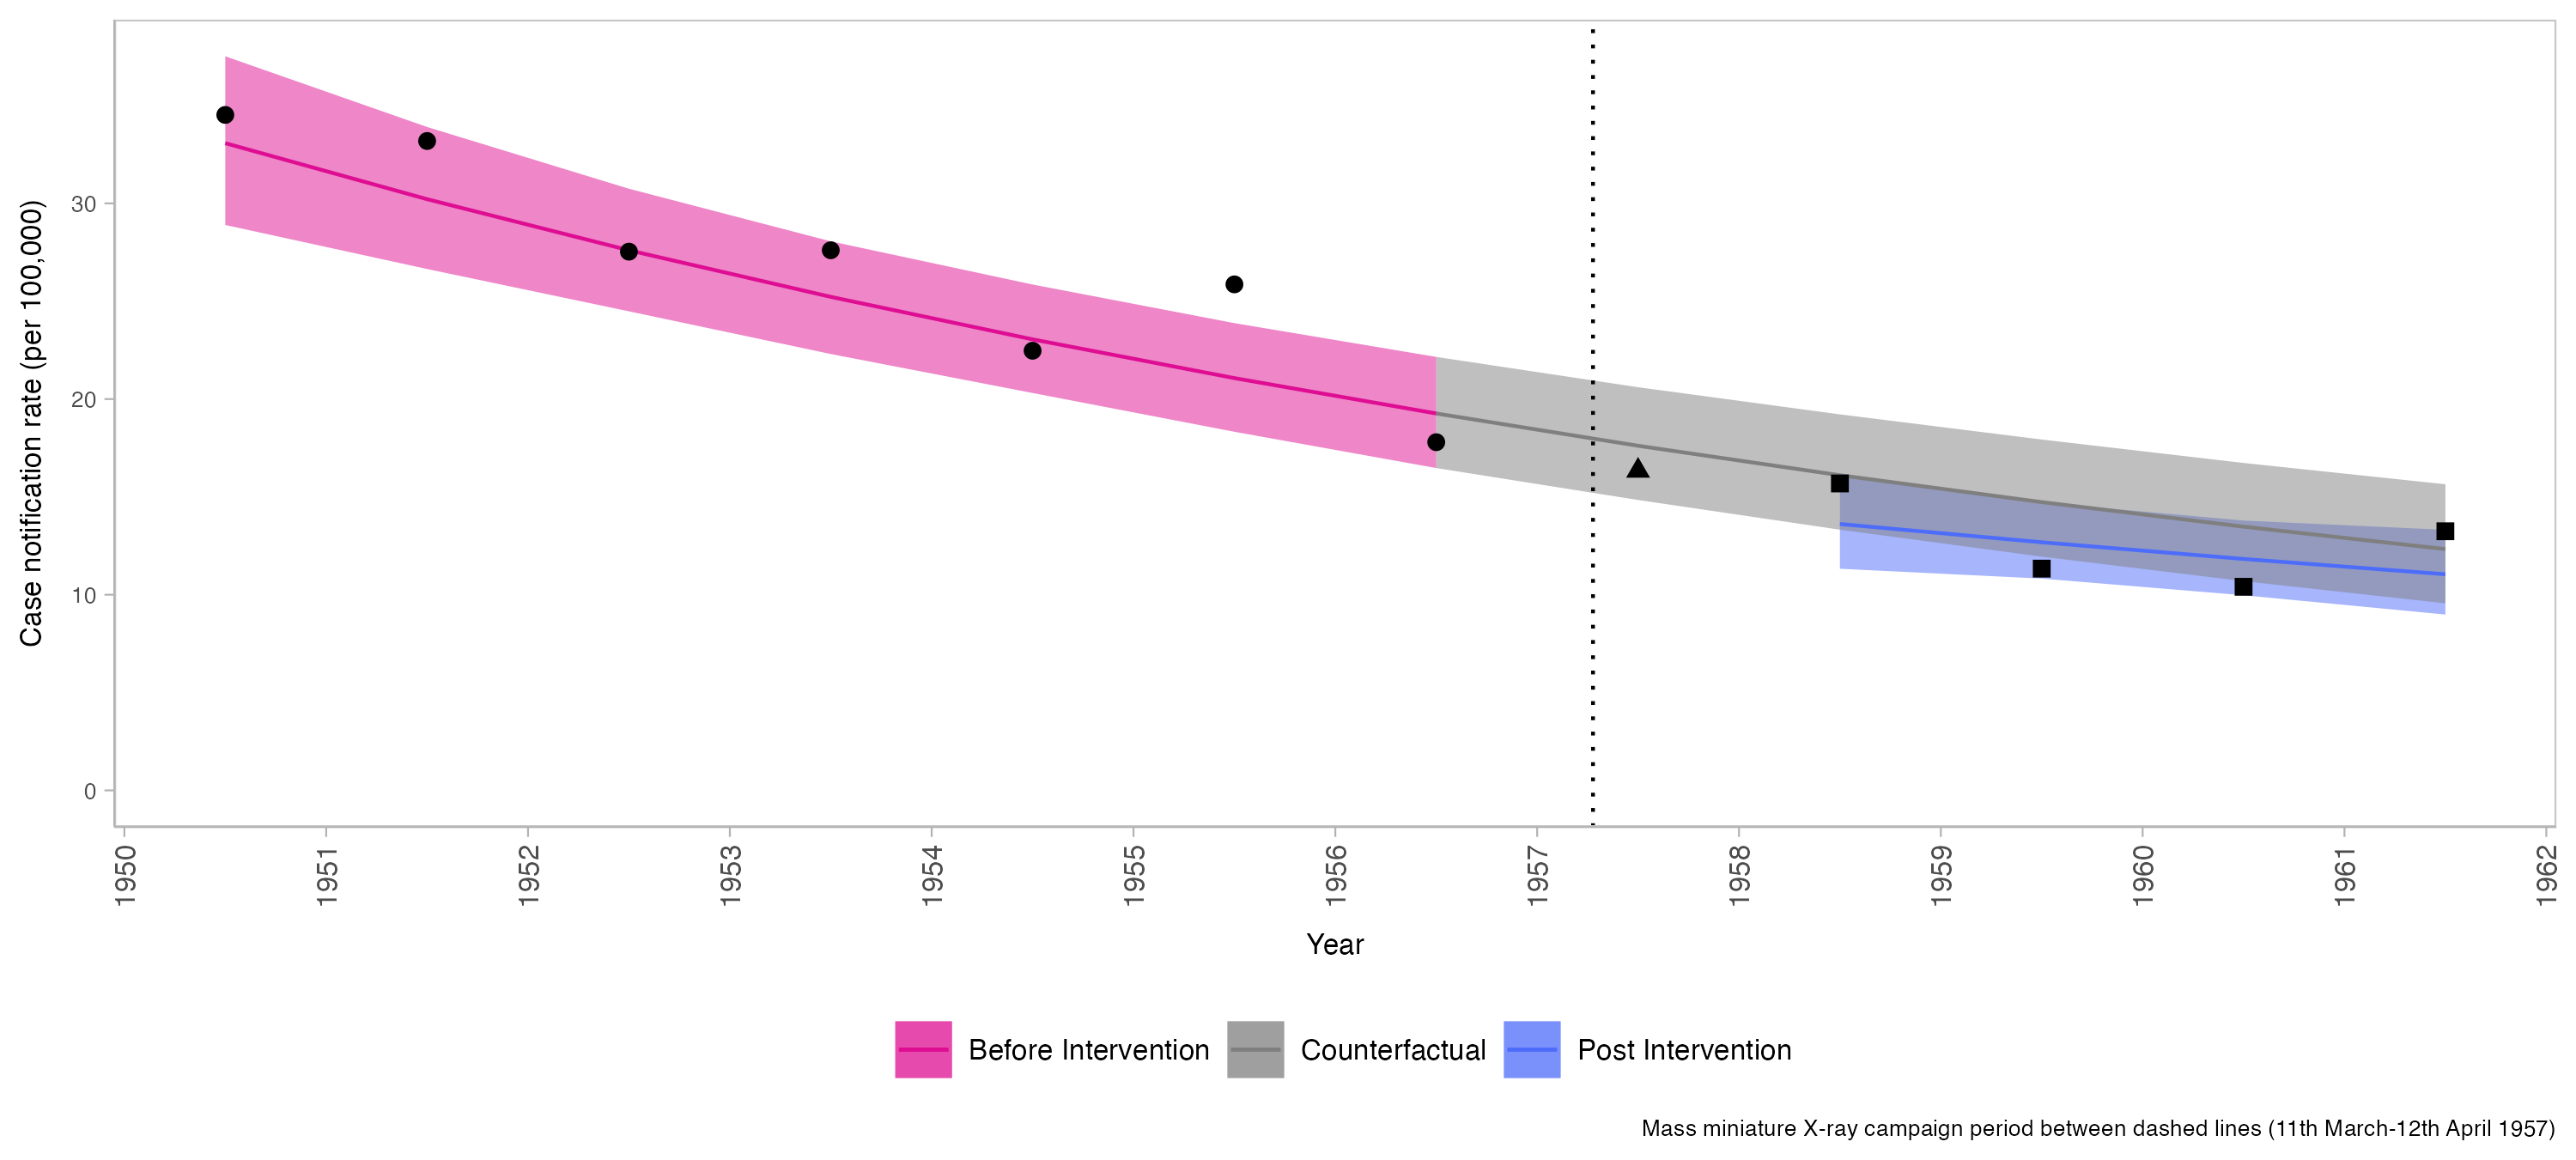 Case notification rate (per 100,000)
30
20
10
0
1950
1951
1952
1953
1954
1955
1956
1957
1958
1959
1960
1961
1962
Year
Before Intervention
Counterfactual
Post Intervention
Mass miniature X-ray campaign period between dashed lines (11th March-12th April 1957)